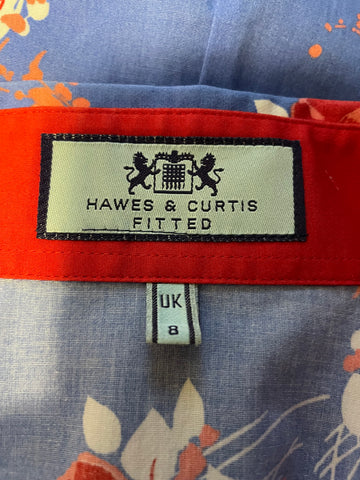 HAWES & CURTIS
FITTED
UK
8